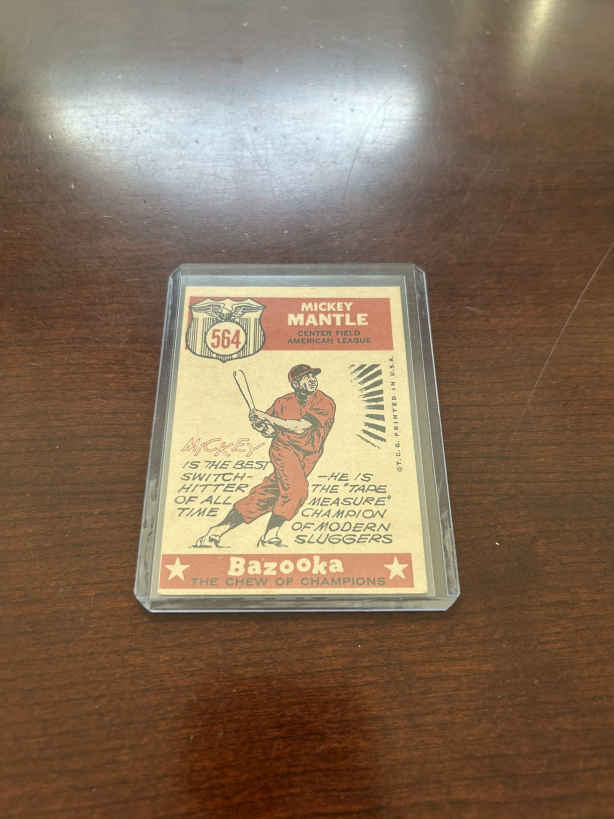 564
MICKEY
MANTLE
CENTER FIELD
AMERICAN LEAGUE
©T.C.G. PRINTED IN U.S.A.
MICKEY
IS THE BEST
SWITCH-
HITTER
OF ALL
TIME
—HE IS
THE "TAPE
MEASURE"
CHAMPION
OF MODERN
SLUGGERS
Bazooka
THE CHEW OF CHAMPIONS